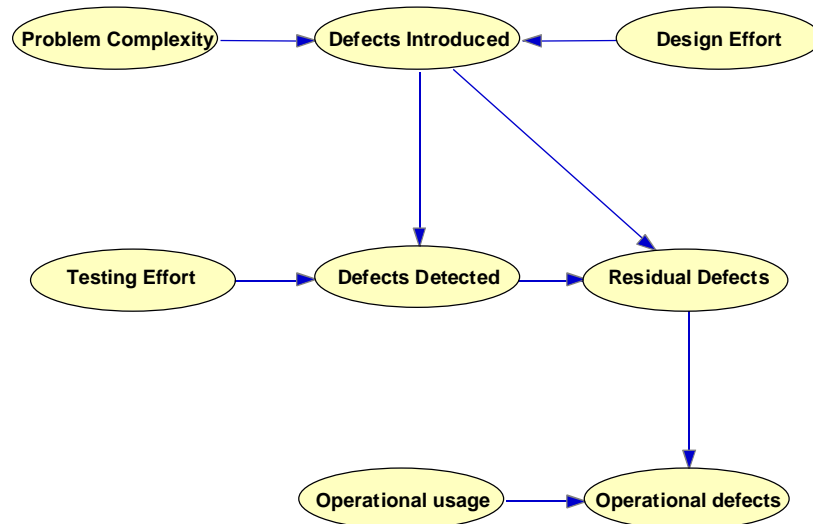 Problem Complexity
Defects Introduced
Design Effort
Testing Effort
Defects Detected
Residual Defects
Operational usage
Operational defects